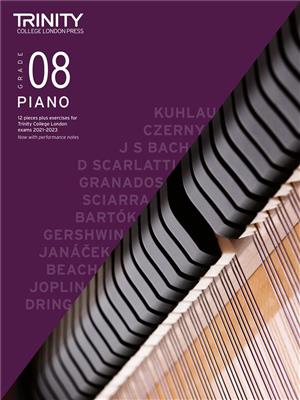 TRINITY
COLLEGE LONDON PRESS
GRADE
08
PIANO
12 pieces plus exercises for
Trinity College London
exams 2021-2023
Now with performance notes
KUHLAU
CZERNY
J S BACH
D SCARLATTI
GRANADOS
SCIARRA
BARTÓK
GERSHWIN
JANÁČEK
BEACH
JOPLIN
DRING